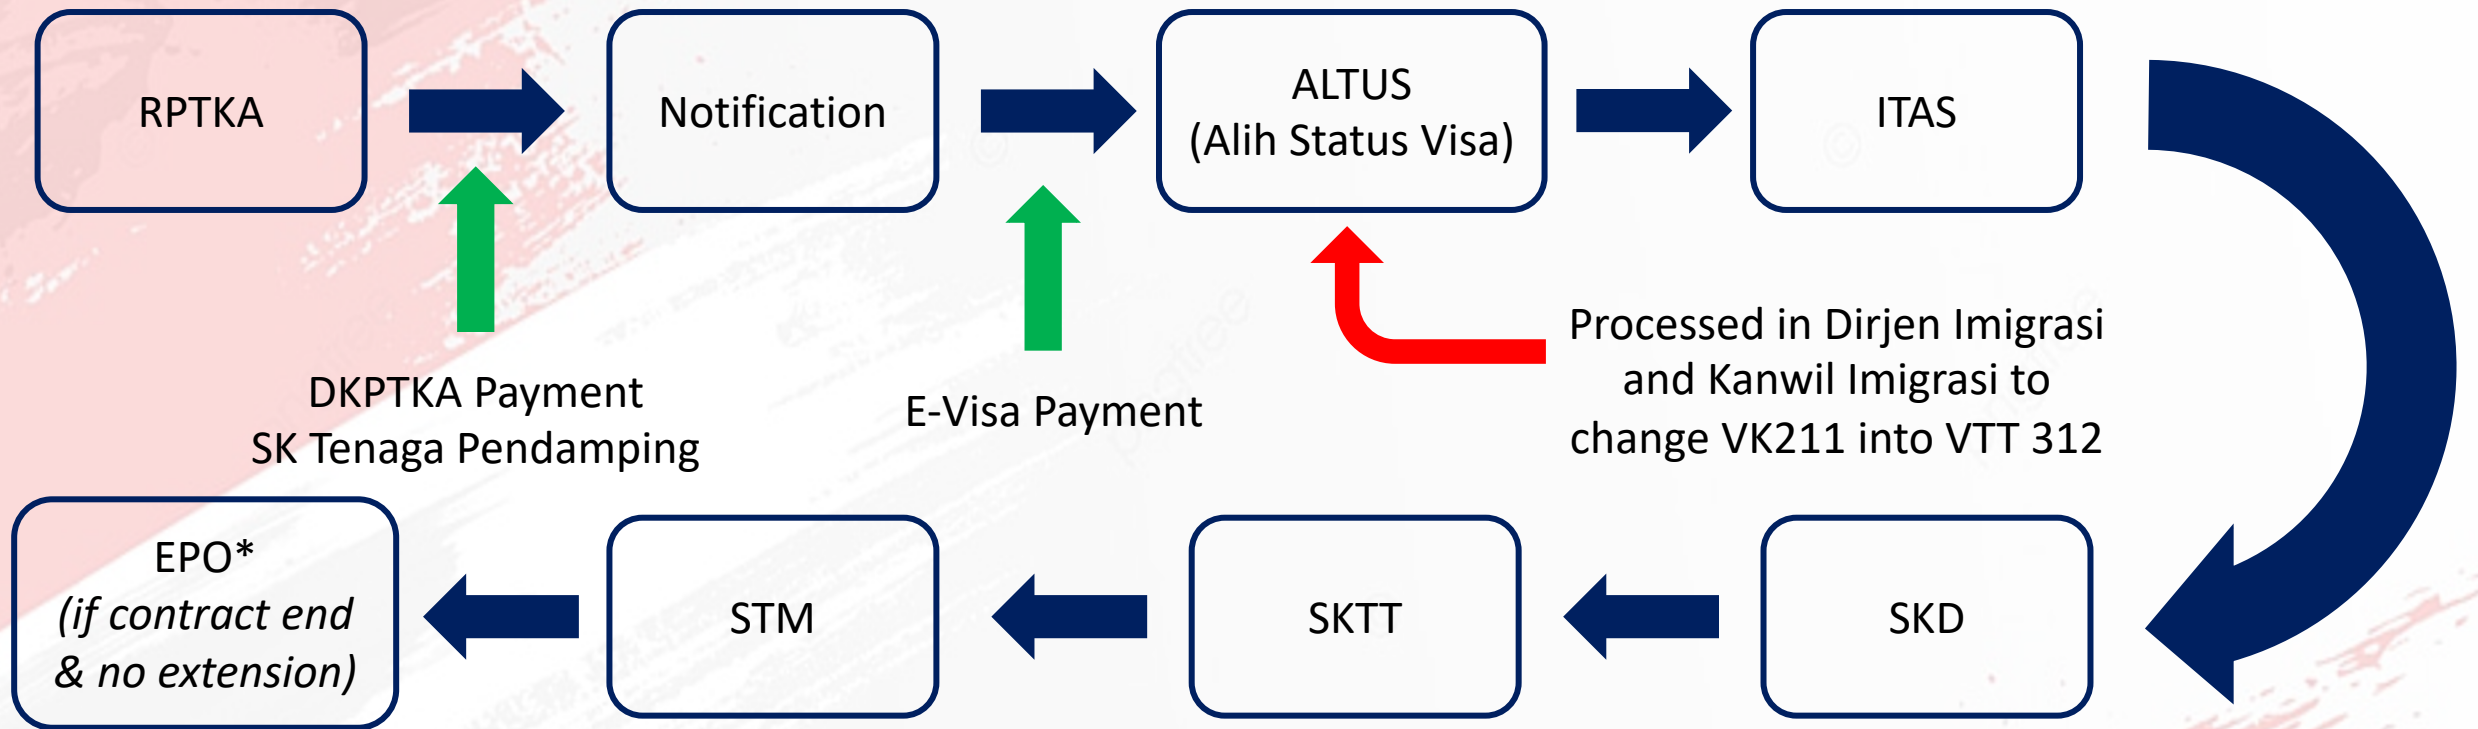 RPTKA
Notification
ALTUS
(Alih Status Visa)
ITAS
DKPTKA Payment
SK Tenaga Pendamping
E-Visa Payment
Processed in Dirjen Imigrasi
and Kanwil Imigrasi to
change VK211 into VTT 312
EPO*
(if contract end
& no extension)
STM
SKTT
SKD